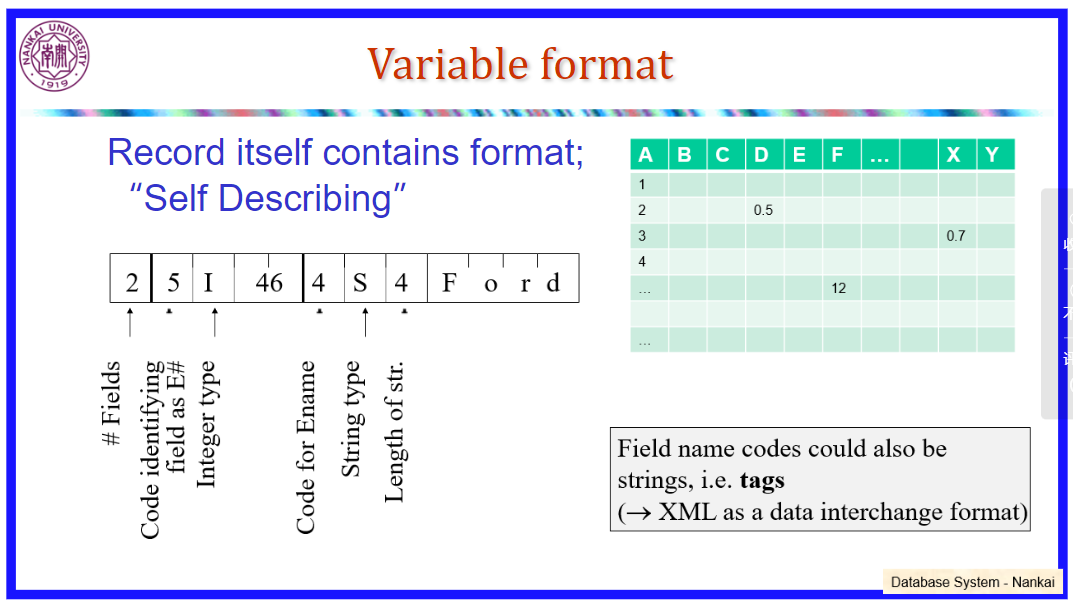 NANKAI UNIVERSITY
南開
· 1919 ·
Variable format
Record itself contains format;
“Self Describing”
2 5 I 46 4 S 4 F o r d
# Fields
Code identifying
field as E#
Integer type
Code for Ename
String type
Length of str.
A B C D E F … X Y
1
2 0.5
3 0.7
4
… 12
…
Field name codes could also be
strings, i.e. tags
(→ XML as a data interchange format)
Database System - Nankai